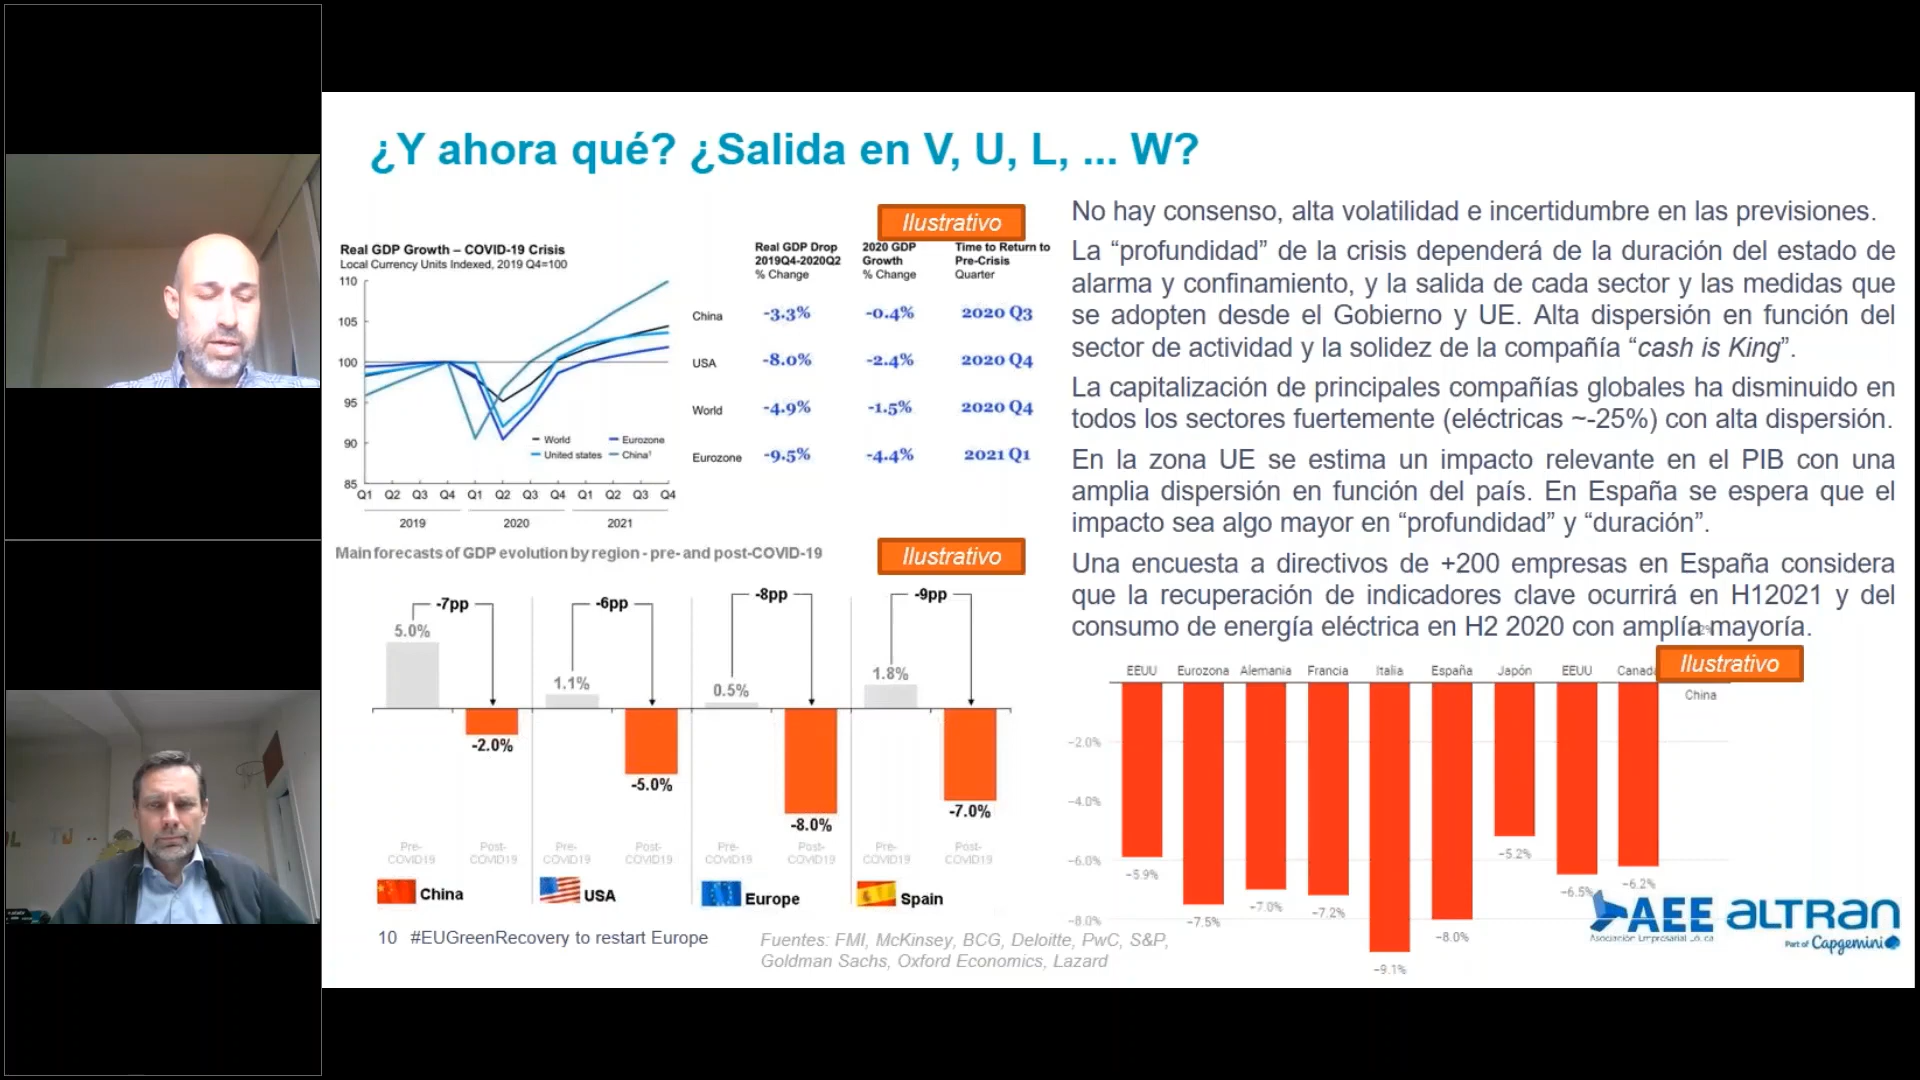 ¿Y ahora qué? ¿Salida en V, U, L, ... W?
Ilustrativo
Real GDP Growth – COVID-19 Crisis
Local Currency Units Indexed, 2019 Q4=100
110
105
100
95
90
85
World
Eurozone
United states
China¹
Q1 Q2 Q3 Q4 Q1 Q2 Q3 Q4 Q1 Q2 Q3 Q4
2019 2020 2021
Real GDP Drop 2019Q4-2020Q2 % Change
2020 GDP Growth % Change
Time to Return to Pre-Crisis Quarter
China -3.3% -0.4% 2020 Q3
USA -8.0% -2.4% 2020 Q4
World -4.9% -1.5% 2020 Q4
Eurozone -9.5% -4.4% 2021 Q1
Main forecasts of GDP evolution by region - pre- and post-COVID-19
Ilustrativo
-7pp
-6pp
-8pp
-9pp
5.0%
1.1%
0.5%
1.8%
-2.0%
-5.0%
-8.0%
-7.0%
Pre-COVID19 Post-COVID19 Pre-COVID19 Post-COVID19 Pre-COVID19 Post-COVID19 Pre-COVID19 Post-COVID19
China
USA
Europe
Spain
No hay consenso, alta volatilidad e incertidumbre en las previsiones.
La “profundidad” de la crisis dependerá de la duración del estado de
alarma y confinamiento, y la salida de cada sector y las medidas que
se adopten desde el Gobierno y UE. Alta dispersión en función del
sector de actividad y la solidez de la compañía “cash is King”.
La capitalización de principales compañías globales ha disminuido en
todos los sectores fuertemente (eléctricas ~-25%) con alta dispersión.
En la zona UE se estima un impacto relevante en el PIB con una
amplia dispersión en función del país. En España se espera que el
impacto sea algo mayor en “profundidad” y “duración”.
Una encuesta a directivos de +200 empresas en España considera
que la recuperación de indicadores clave ocurrirá en H12021 y del
consumo de energía eléctrica en H2 2020 con amplía mayoría.
Ilustrativo
EEUU Eurozona Alemania Francia Italia España Japón EEUU Canad
China
-2.0%
-4.0%
-6.0%
-8.0%
-5.9%
-7.5%
-7.0%
-7.2%
-9.1%
-8.0%
-5.2%
-6.5%
-6.2%
10 #EUGreenRecovery to restart Europe
Fuentes: FMI, McKinsey, BCG, Deloitte, PwC, S&P,
Goldman Sachs, Oxford Economics, Lazard
AEE
Asociación Empresarial Eólica
ALTRAN
Part of Capgemini